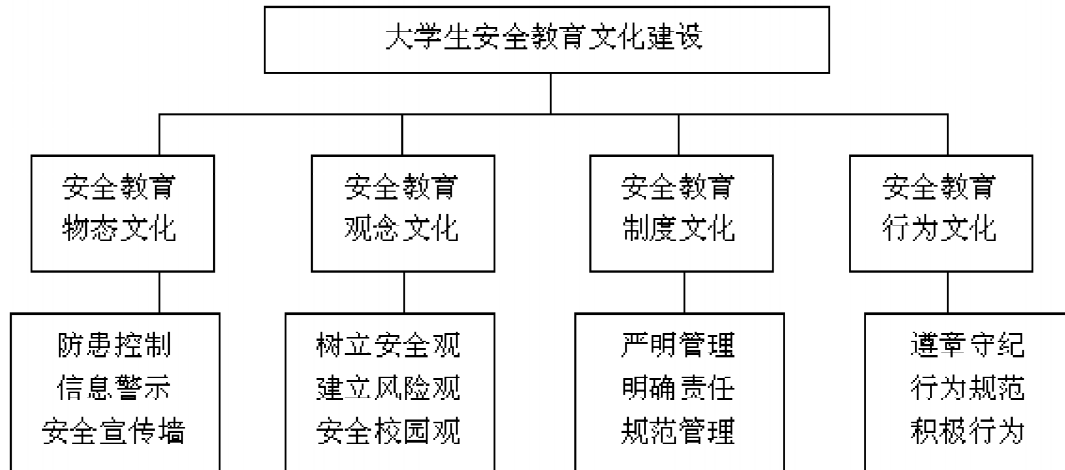 大学生安全教育文化建设
安全教育
物态文化
安全教育
观念文化
安全教育
制度文化
安全教育
行为文化
防患控制
信息警示
安全宣传墙
树立安全观
建立风险观
安全校园观
严明管理
明确责任
规范管理
遵章守纪
行为规范
积极行为